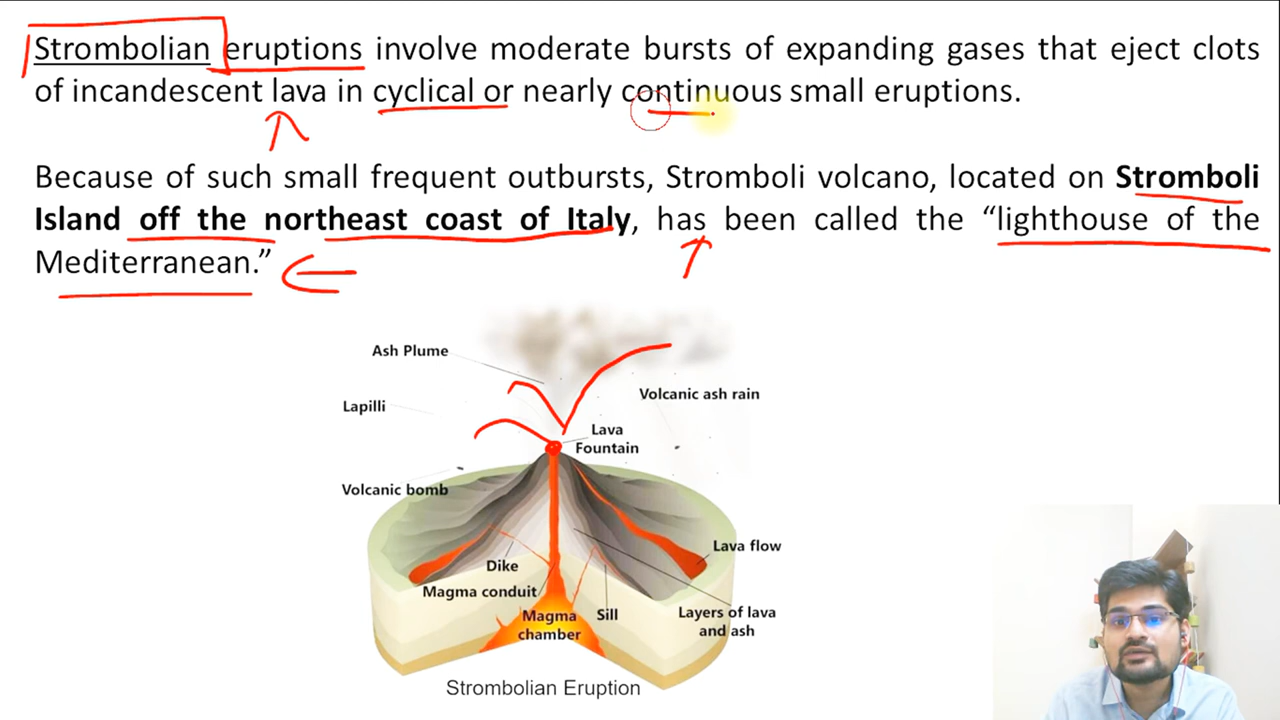 Strombolian eruptions involve moderate bursts of expanding gases that eject clots
of incandescent lava in cyclical or nearly continuous small eruptions.
Because of such small frequent outbursts, Stromboli volcano, located on Stromboli
Island off the northeast coast of Italy, has been called the “lighthouse of the
Mediterranean.”
Ash Plume
Volcanic ash rain
Lapilli
Lava
Fountain
Volcanic bomb
Lava flow
Dike
Magma conduit
Magma
chamber
Sill
Layers of lava
and ash
Strombolian Eruption